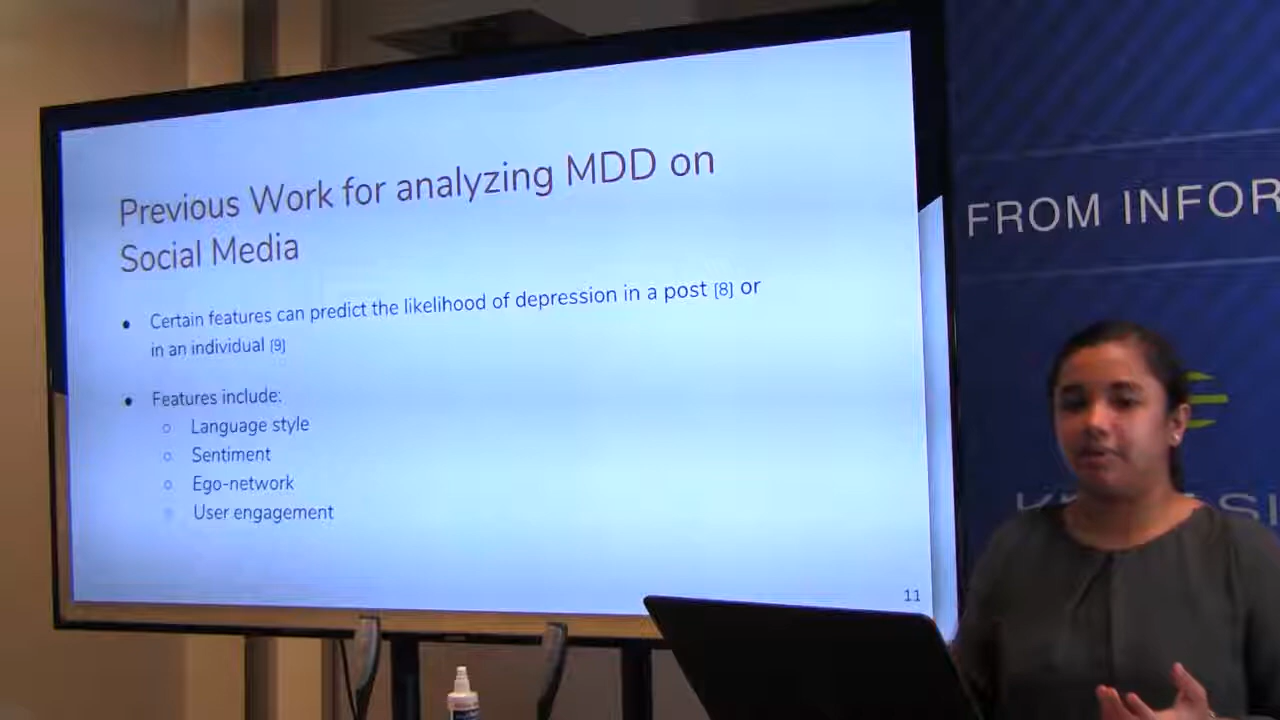 Previous Work for analyzing MDD on
Social Media
Certain features can predict the likelihood of depression in a post [8] or
in an individual [9]
Features include:
Language style
Sentiment
Ego-network
User engagement
11
FROM INFOR